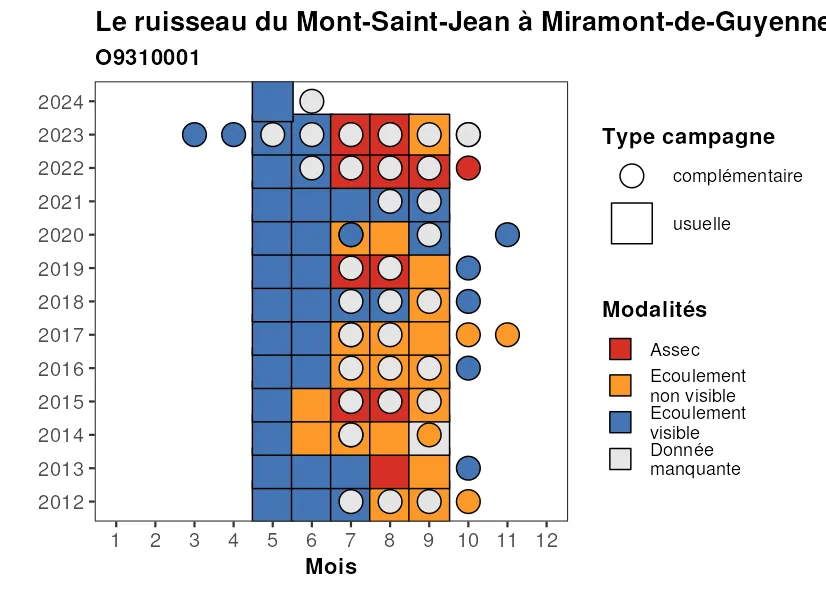 Le ruisseau du Mont-Saint-Jean à Miramont-de-Guyenne
O9310001
2024
2023
2022
2021
2020
2019
2018
2017
2016
2015
2014
2013
2012
1 2 3 4 5 6 7 8 9 10 11 12
Mois
Type campagne
complémentaire
usuelle
Modalités
Assec
Ecoulement
non visible
Ecoulement
visible
Donnée
manquante